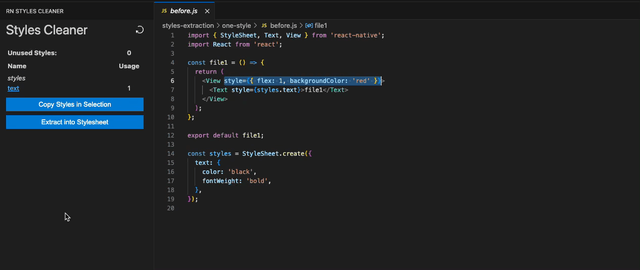 RN STYLES CLEANER
Styles Cleaner
Unused Styles: 0
Name Usage
styles
text 1
Copy Styles in Selection
Extract into Stylesheet
before.js
styles-extraction > one-style > before.js > file1
1 import { StyleSheet, Text, View } from 'react-native';
2 import React from 'react';
3
4 const file1 = () => {
5 return (
6 <View style={{ flex: 1, backgroundColor: 'red' }}>
7 <Text style={styles.text}>file1</Text>
8 </View>
9 );
10 };
11
12 export default file1;
13
14 const styles = StyleSheet.create({
15 text: {
16 color: 'black',
17 fontWeight: 'bold',
18 },
19 });
20